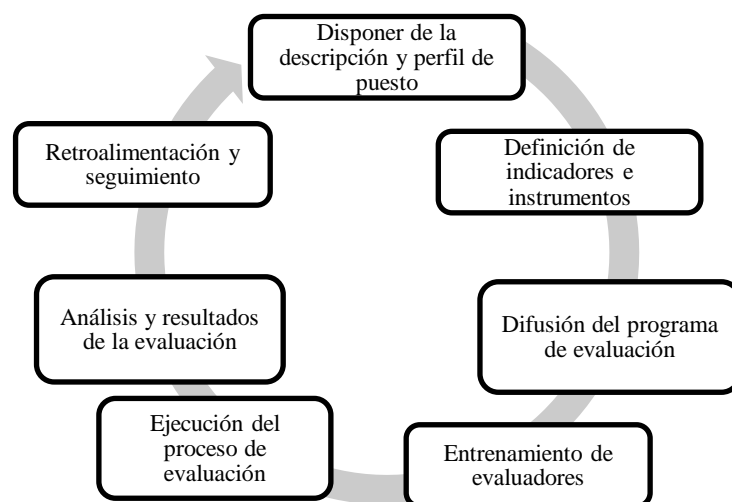 Disponer de la
descripción y perfil de
puesto
Definición de
indicadores e
instrumentos
Difusión del programa
de evaluación
Entrenamiento de
evaluadores
Ejecución del
proceso de
evaluación
Análisis y resultados
de la evaluación
Retroalimentación y
seguimiento